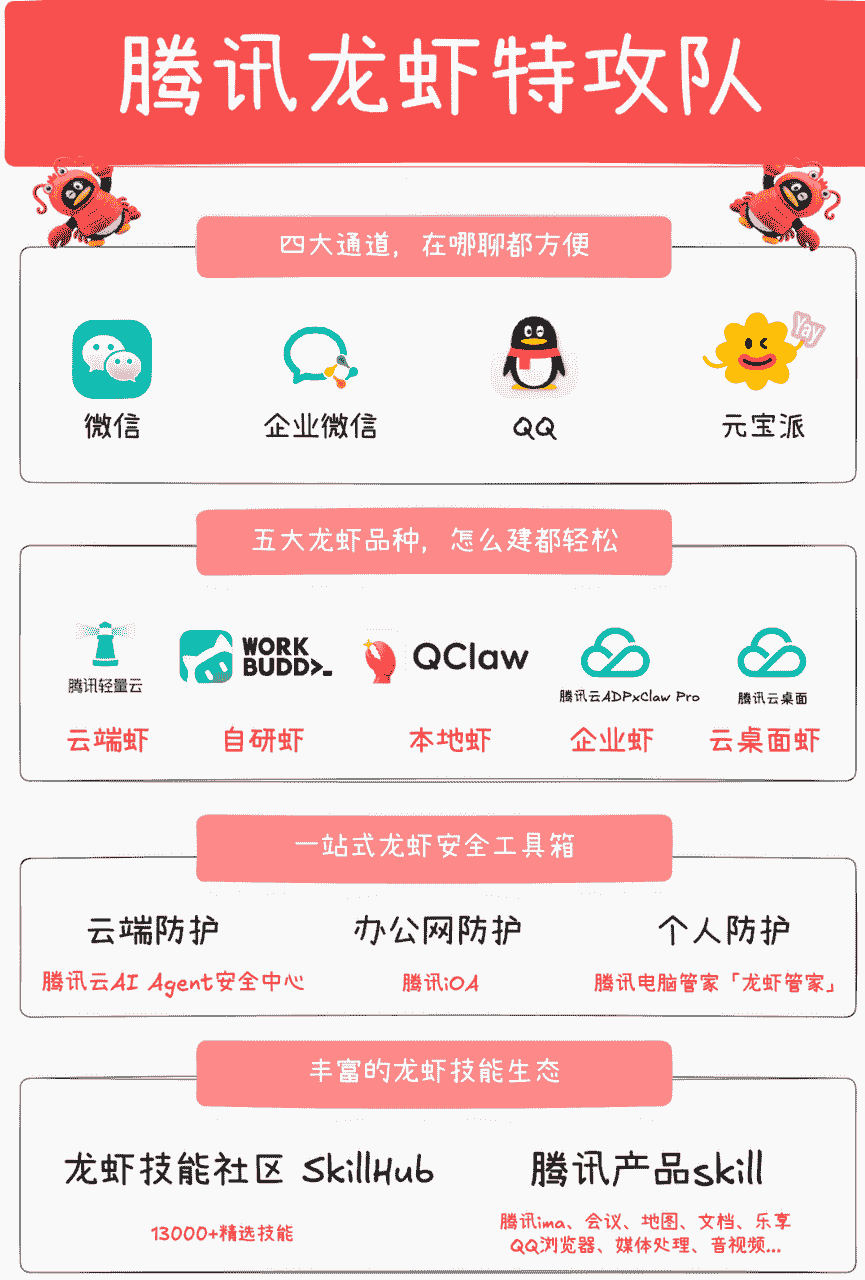 腾讯龙虾特攻队
四大通道，在哪聊都方便
Yay
微信 企业微信 QQ 元宝派
五大龙虾品种，怎么建都轻松
WORK
BUDD>_
QClaw
腾讯轻量云 腾讯云ADPxClaw Pro 腾讯云桌面
云端虾 自研虾 本地虾 企业虾 云桌面虾
一站式龙虾安全工具箱
云端防护 办公网防护 个人防护
腾讯云AI Agent安全中心 腾讯iOA 腾讯电脑管家「龙虾管家」
丰富的龙虾技能生态
龙虾技能社区 SkillHub 腾讯产品skill
13000+精选技能
腾讯ima、会议、地图、文档、乐享
QQ浏览器、媒体处理、音视频...